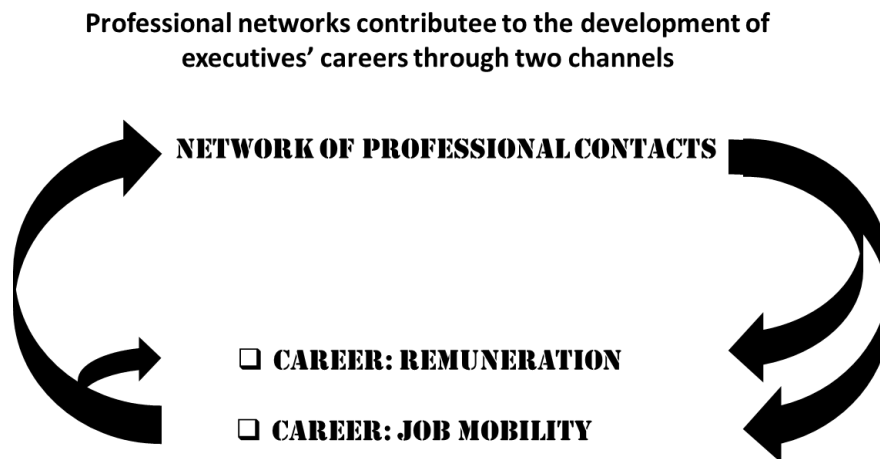 Professional networks contributee to the development of
executives’ careers through two channels
NETWORK OF PROFESSIONAL CONTACTS
❑ CAREER: REMUNERATION
❑ CAREER: JOB MOBILITY